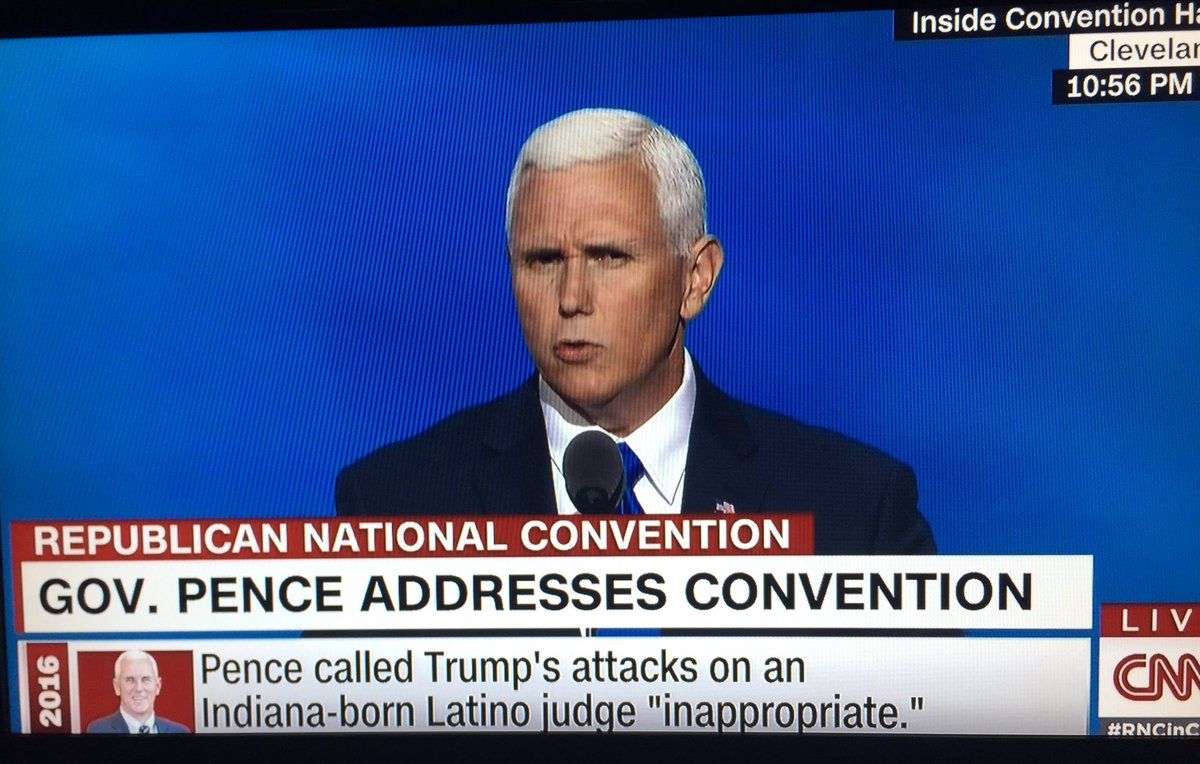 Inside Convention Ha
Clevelan
10:56 PM
REPUBLICAN NATIONAL CONVENTION
GOV. PENCE ADDRESSES CONVENTION
2016
Pence called Trump's attacks on an
Indiana-born Latino judge "inappropriate."
LIV
CNN
#RNCinC